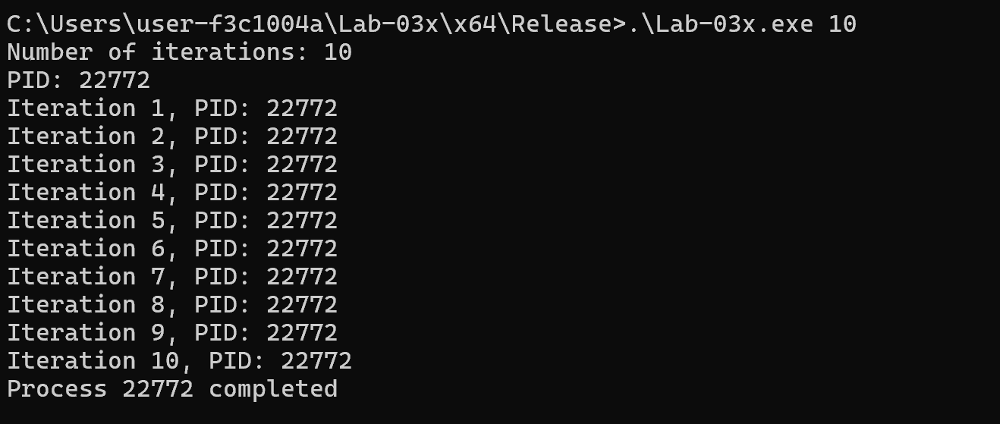 C:\Users\user-f3c1004a\Lab-03x\x64\Release>.\Lab-03x.exe 10
Number of iterations: 10
PID: 22772
Iteration 1, PID: 22772
Iteration 2, PID: 22772
Iteration 3, PID: 22772
Iteration 4, PID: 22772
Iteration 5, PID: 22772
Iteration 6, PID: 22772
Iteration 7, PID: 22772
Iteration 8, PID: 22772
Iteration 9, PID: 22772
Iteration 10, PID: 22772
Process 22772 completed